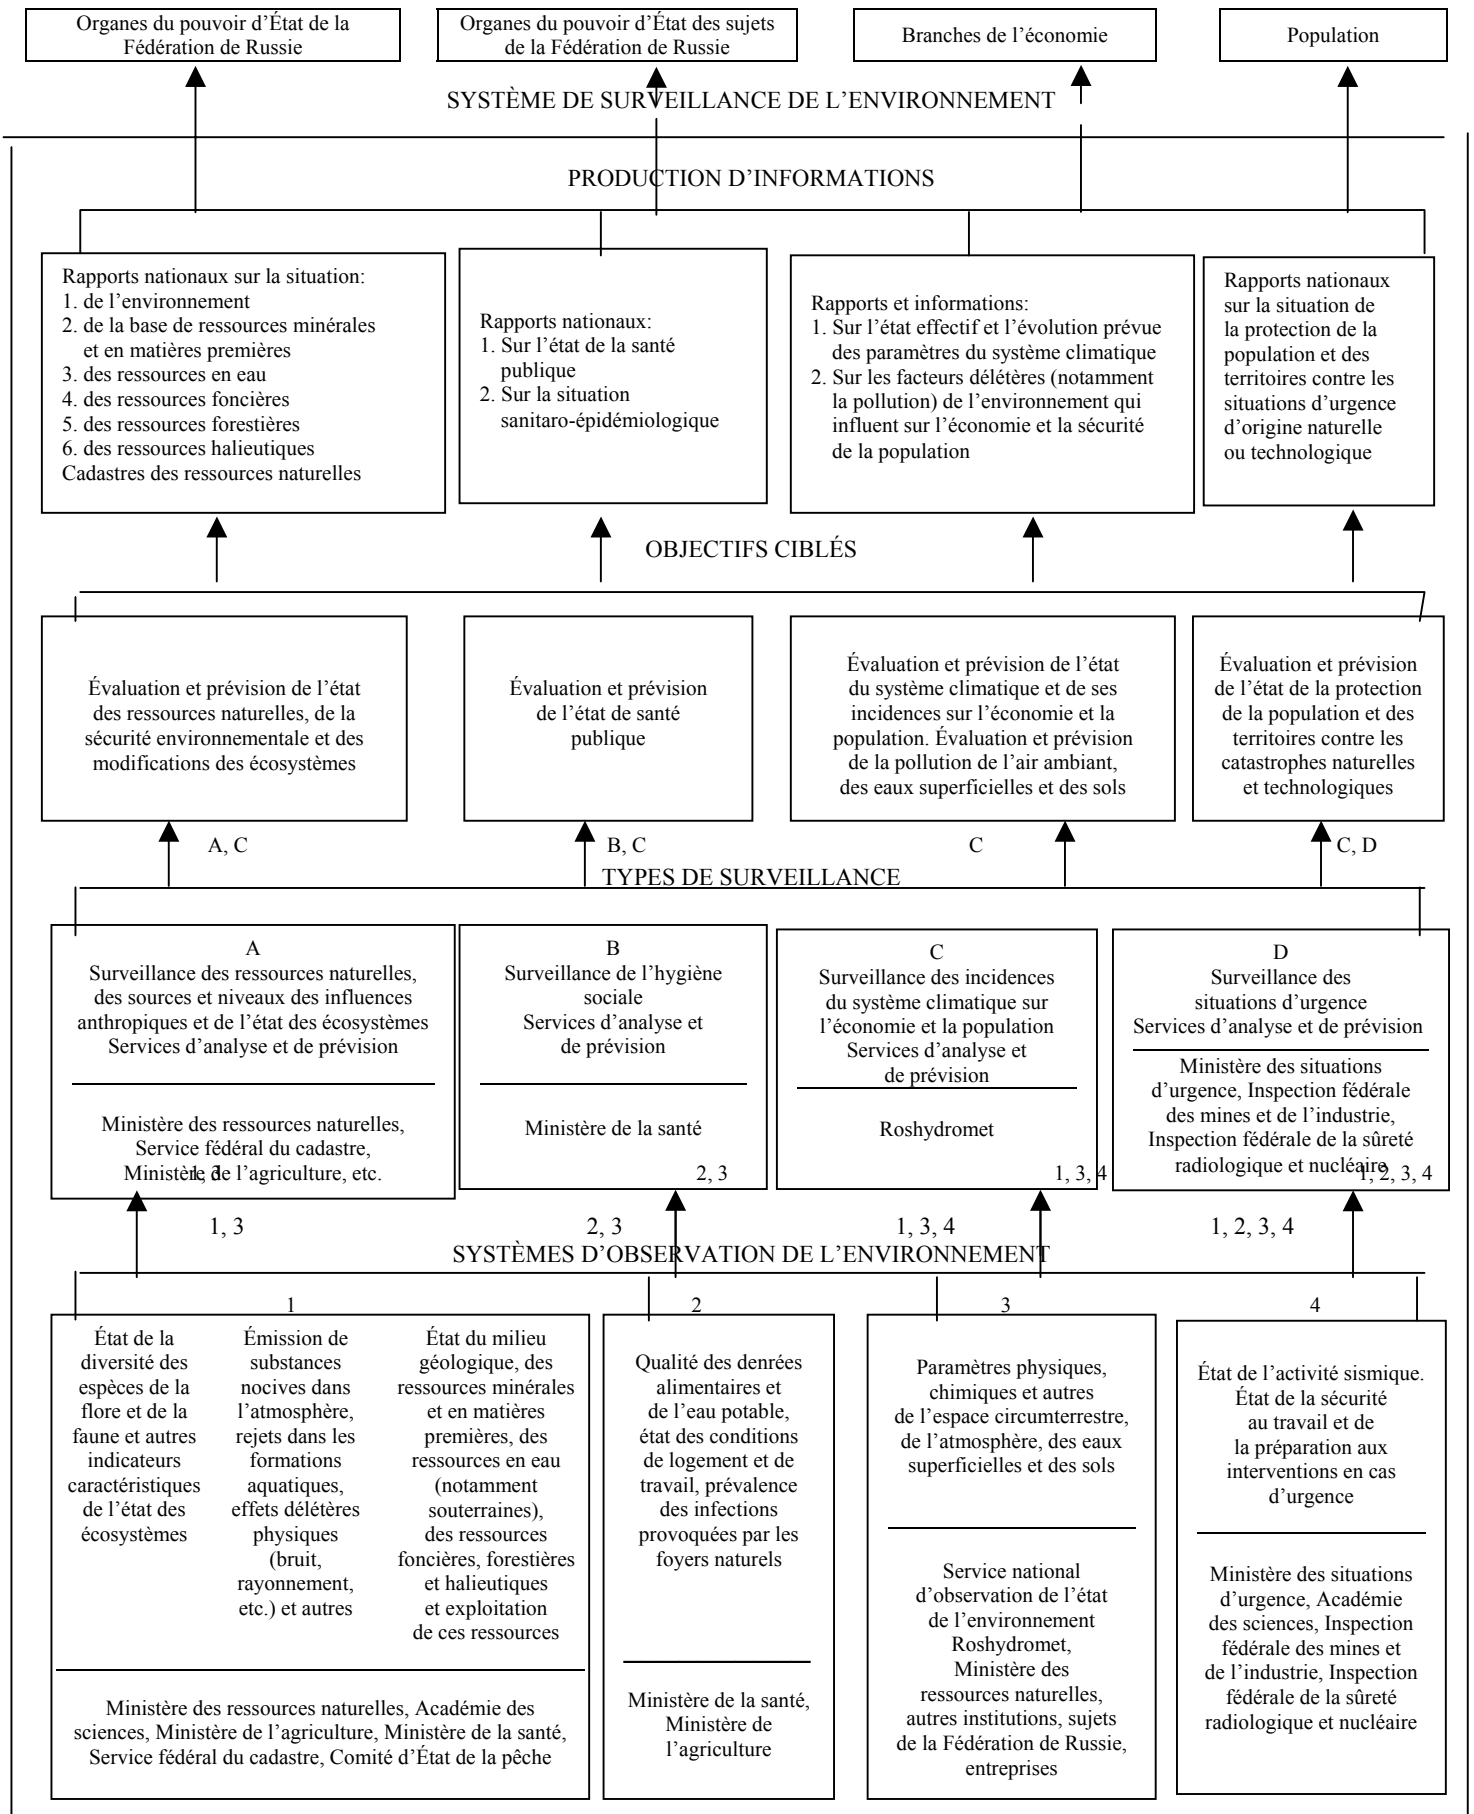 Organes du pouvoir d’État de la
Fédération de Russie
Organes du pouvoir d’État des sujets
de la Fédération de Russie
Branches de l’économie
Population
SYSTÈME DE SURVEILLANCE DE L’ENVIRONNEMENT
PRODUCTION D’INFORMATIONS
Rapports nationaux sur la situation:
1. de l’environnement
2. de la base de ressources minérales
et en matières premières
3. des ressources en eau
4. des ressources foncières
5. des ressources forestières
6. des ressources halieutiques
Cadastres des ressources naturelles
Rapports nationaux:
1. Sur l’état de la santé
publique
2. Sur la situation
sanitaro-épidémiologique
Rapports et informations:
1. Sur l’état effectif et l’évolution prévue
des paramètres du système climatique
2. Sur les facteurs délétères (notamment
la pollution) de l’environnement qui
influent sur l’économie et la sécurité
de la population
Rapports nationaux
sur la situation de
la protection de la
population et des
territoires contre les
situations d’urgence
d’origine naturelle
ou technologique
OBJECTIFS CIBLÉS
Évaluation et prévision de l’état
des ressources naturelles, de la
sécurité environnementale et des
modifications des écosystèmes
Évaluation et prévision
de l’état de santé
publique
Évaluation et prévision de l’état
du système climatique et de ses
incidences sur l’économie et la
population. Évaluation et prévision
de la pollution de l’air ambiant,
des eaux superficielles et des sols
Évaluation et prévision
de l’état de la protection
de la population et des
territoires contre les
catastrophes naturelles
et technologiques
A, C
B, C
C
C, D
TYPES DE SURVEILLANCE
A
Surveillance des ressources naturelles,
des sources et niveaux des influences
anthropiques et de l’état des écosystèmes
Services d’analyse et de prévision
Ministère des ressources naturelles,
Service fédéral du cadastre,
Ministère de l’agriculture, etc.
1, 3
B
Surveillance de l’hygiène
sociale
Services d’analyse et
de prévision
Ministère de la santé
2, 3
C
Surveillance des incidences
du système climatique sur
l’économie et la population
Services d’analyse et
de prévision
Roshydromet
1, 3, 4
D
Surveillance des
situations d’urgence
Services d’analyse et de prévision
Ministère des situations
d’urgence, Inspection fédérale
des mines et de l’industrie,
Inspection fédérale de la sûreté
radiologique et nucléaire
1, 2, 3, 4
1, 3
2, 3
1, 3, 4
1, 2, 3, 4
SYSTÈMES D’OBSERVATION DE L’ENVIRONNEMENT
1
État de la
diversité des
espèces de la
flore et de la
faune et autres
indicateurs
caractéristiques
de l’état des
écosystèmes
Émission de
substances
nocives dans
l’atmosphère,
rejets dans les
formations
aquatiques,
effets délétères
physiques
(bruit,
rayonnement,
etc.) et autres
État du milieu
géologique, des
ressources minérales
et en matières
premières, des
ressources en eau
(notamment
souterraines),
des ressources
foncières, forestières
et halieutiques
et exploitation
de ces ressources
Ministère des ressources naturelles, Académie des
sciences, Ministère de l’agriculture, Ministère de la santé,
Service fédéral du cadastre, Comité d’État de la pêche
2
Qualité des denrées
alimentaires et
de l’eau potable,
état des conditions
de logement et de
travail, prévalence
des infections
provoquées par les
foyers naturels
Ministère de la santé,
Ministère de
l’agriculture
3
Paramètres physiques,
chimiques et autres
de l’espace circumterrestre,
de l’atmosphère, des eaux
superficielles et des sols
Service national
d’observation de l’état
de l’environnement
Roshydromet,
Ministère des
ressources naturelles,
autres institutions, sujets
de la Fédération de Russie,
entreprises
4
État de l’activité sismique.
État de la sécurité
au travail et de
la préparation aux
interventions en cas
d’urgence
Ministère des situations
d’urgence, Académie
des sciences, Inspection
fédérale des mines et
de l’industrie, Inspection
fédérale de la sûreté
radiologique et nucléaire